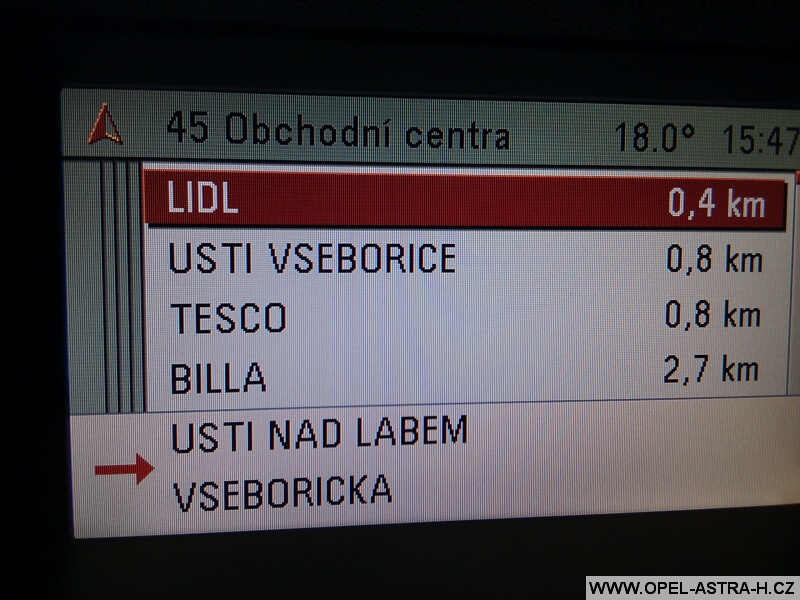 45 Obchodní centra 18.0° 15:47
LIDL 0,4 km
USTI VSEBORICE 0,8 km
TESCO 0,8 km
BILLA 2,7 km
USTI NAD LABEM
VSEBORICKA
WWW.OPEL-ASTRA-H.CZ